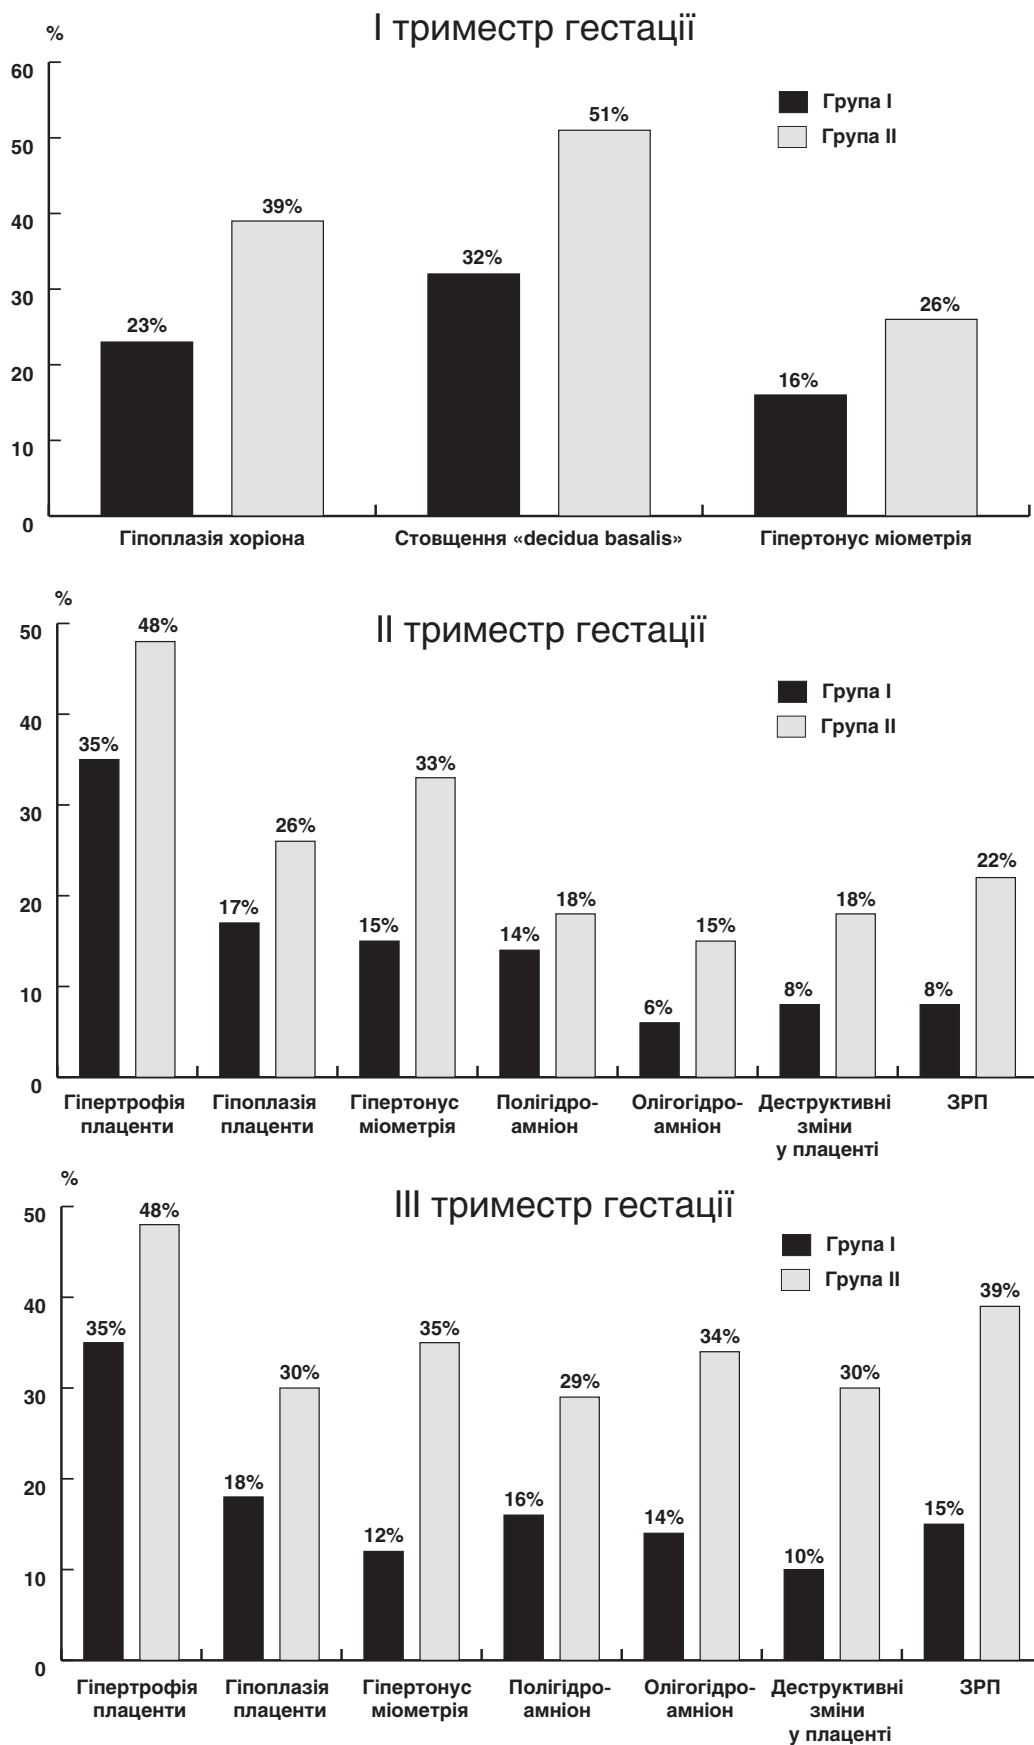 I триместр гестації
%
60
50
40
30
20
10
0
Група I
Група II
23%
39%
32%
51%
16%
26%
Гіпоплазія хоріона
Стовщення «decidua basalis»
Гіпертонус міометрія
II триместр гестації
%
50
40
30
20
10
0
Група I
Група II
35%
48%
17%
26%
15%
33%
14%
18%
6%
15%
8%
18%
8%
22%
Гіпертрофія
плаценти
Гіпоплазія
плаценти
Гіпертонус
міометрія
Полігідро-
амніон
Олігогідро-
амніон
Деструктивні
зміни
у плаценті
ЗРП
III триместр гестації
%
50
40
30
20
10
0
Група I
Група II
35%
48%
18%
30%
12%
35%
16%
29%
14%
34%
10%
30%
15%
39%
Гіпертрофія
плаценти
Гіпоплазія
плаценти
Гіпертонус
міометрія
Полігідро-
амніон
Олігогідро-
амніон
Деструктивні
зміни
у плаценті
ЗРП